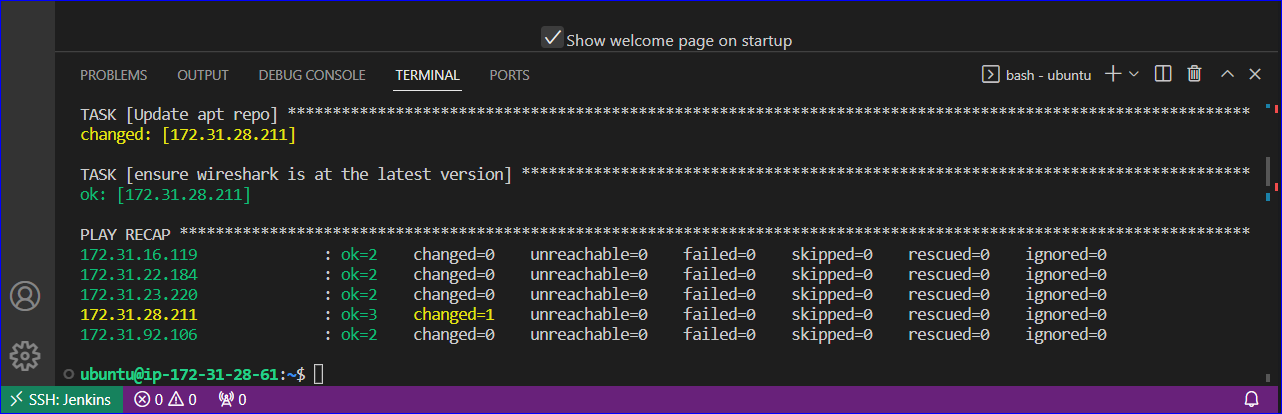 Show welcome page on startup
PROBLEMS OUTPUT DEBUG CONSOLE TERMINAL PORTS bash - ubuntu
TASK [Update apt repo] ***********************************************************************************************************
changed: [172.31.28.211]
TASK [ensure wireshark is at the latest version] *********************************************************************************
ok: [172.31.28.211]
PLAY RECAP ***********************************************************************************************************************
172.31.16.119 : ok=2 changed=0 unreachable=0 failed=0 skipped=0 rescued=0 ignored=0
172.31.22.184 : ok=2 changed=0 unreachable=0 failed=0 skipped=0 rescued=0 ignored=0
172.31.23.220 : ok=2 changed=0 unreachable=0 failed=0 skipped=0 rescued=0 ignored=0
172.31.28.211 : ok=3 changed=1 unreachable=0 failed=0 skipped=0 rescued=0 ignored=0
172.31.92.106 : ok=2 changed=0 unreachable=0 failed=0 skipped=0 rescued=0 ignored=0
ubuntu@ip-172-31-28-61:~$
SSH: Jenkins 0 0 0